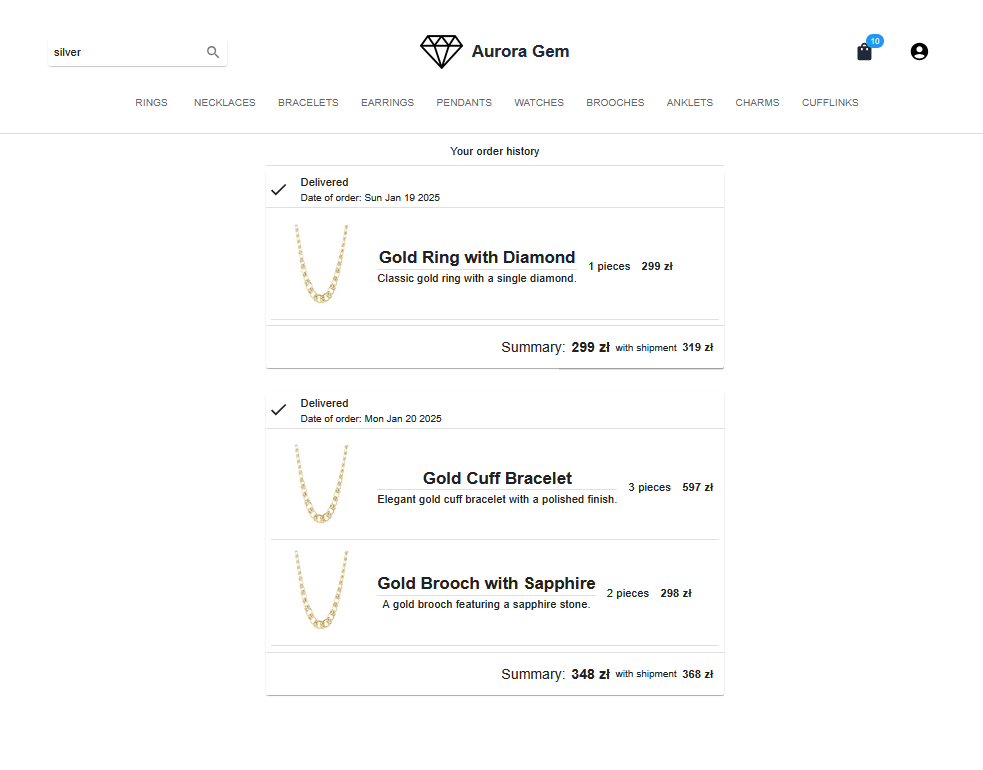 silver
Aurora Gem
10
RINGS NECKLACES BRACELETS EARRINGS PENDANTS WATCHES BROOCHES ANKLETS CHARMS CUFFLINKS
Your order history
Delivered
Date of order: Sun Jan 19 2025
Gold Ring with Diamond
Classic gold ring with a single diamond.
1 pieces 299 zł
Summary: 299 zł with shipment 319 zł
Delivered
Date of order: Mon Jan 20 2025
Gold Cuff Bracelet
Elegant gold cuff bracelet with a polished finish.
3 pieces 597 zł
Gold Brooch with Sapphire
A gold brooch featuring a sapphire stone.
2 pieces 298 zł
Summary: 348 zł with shipment 368 zł